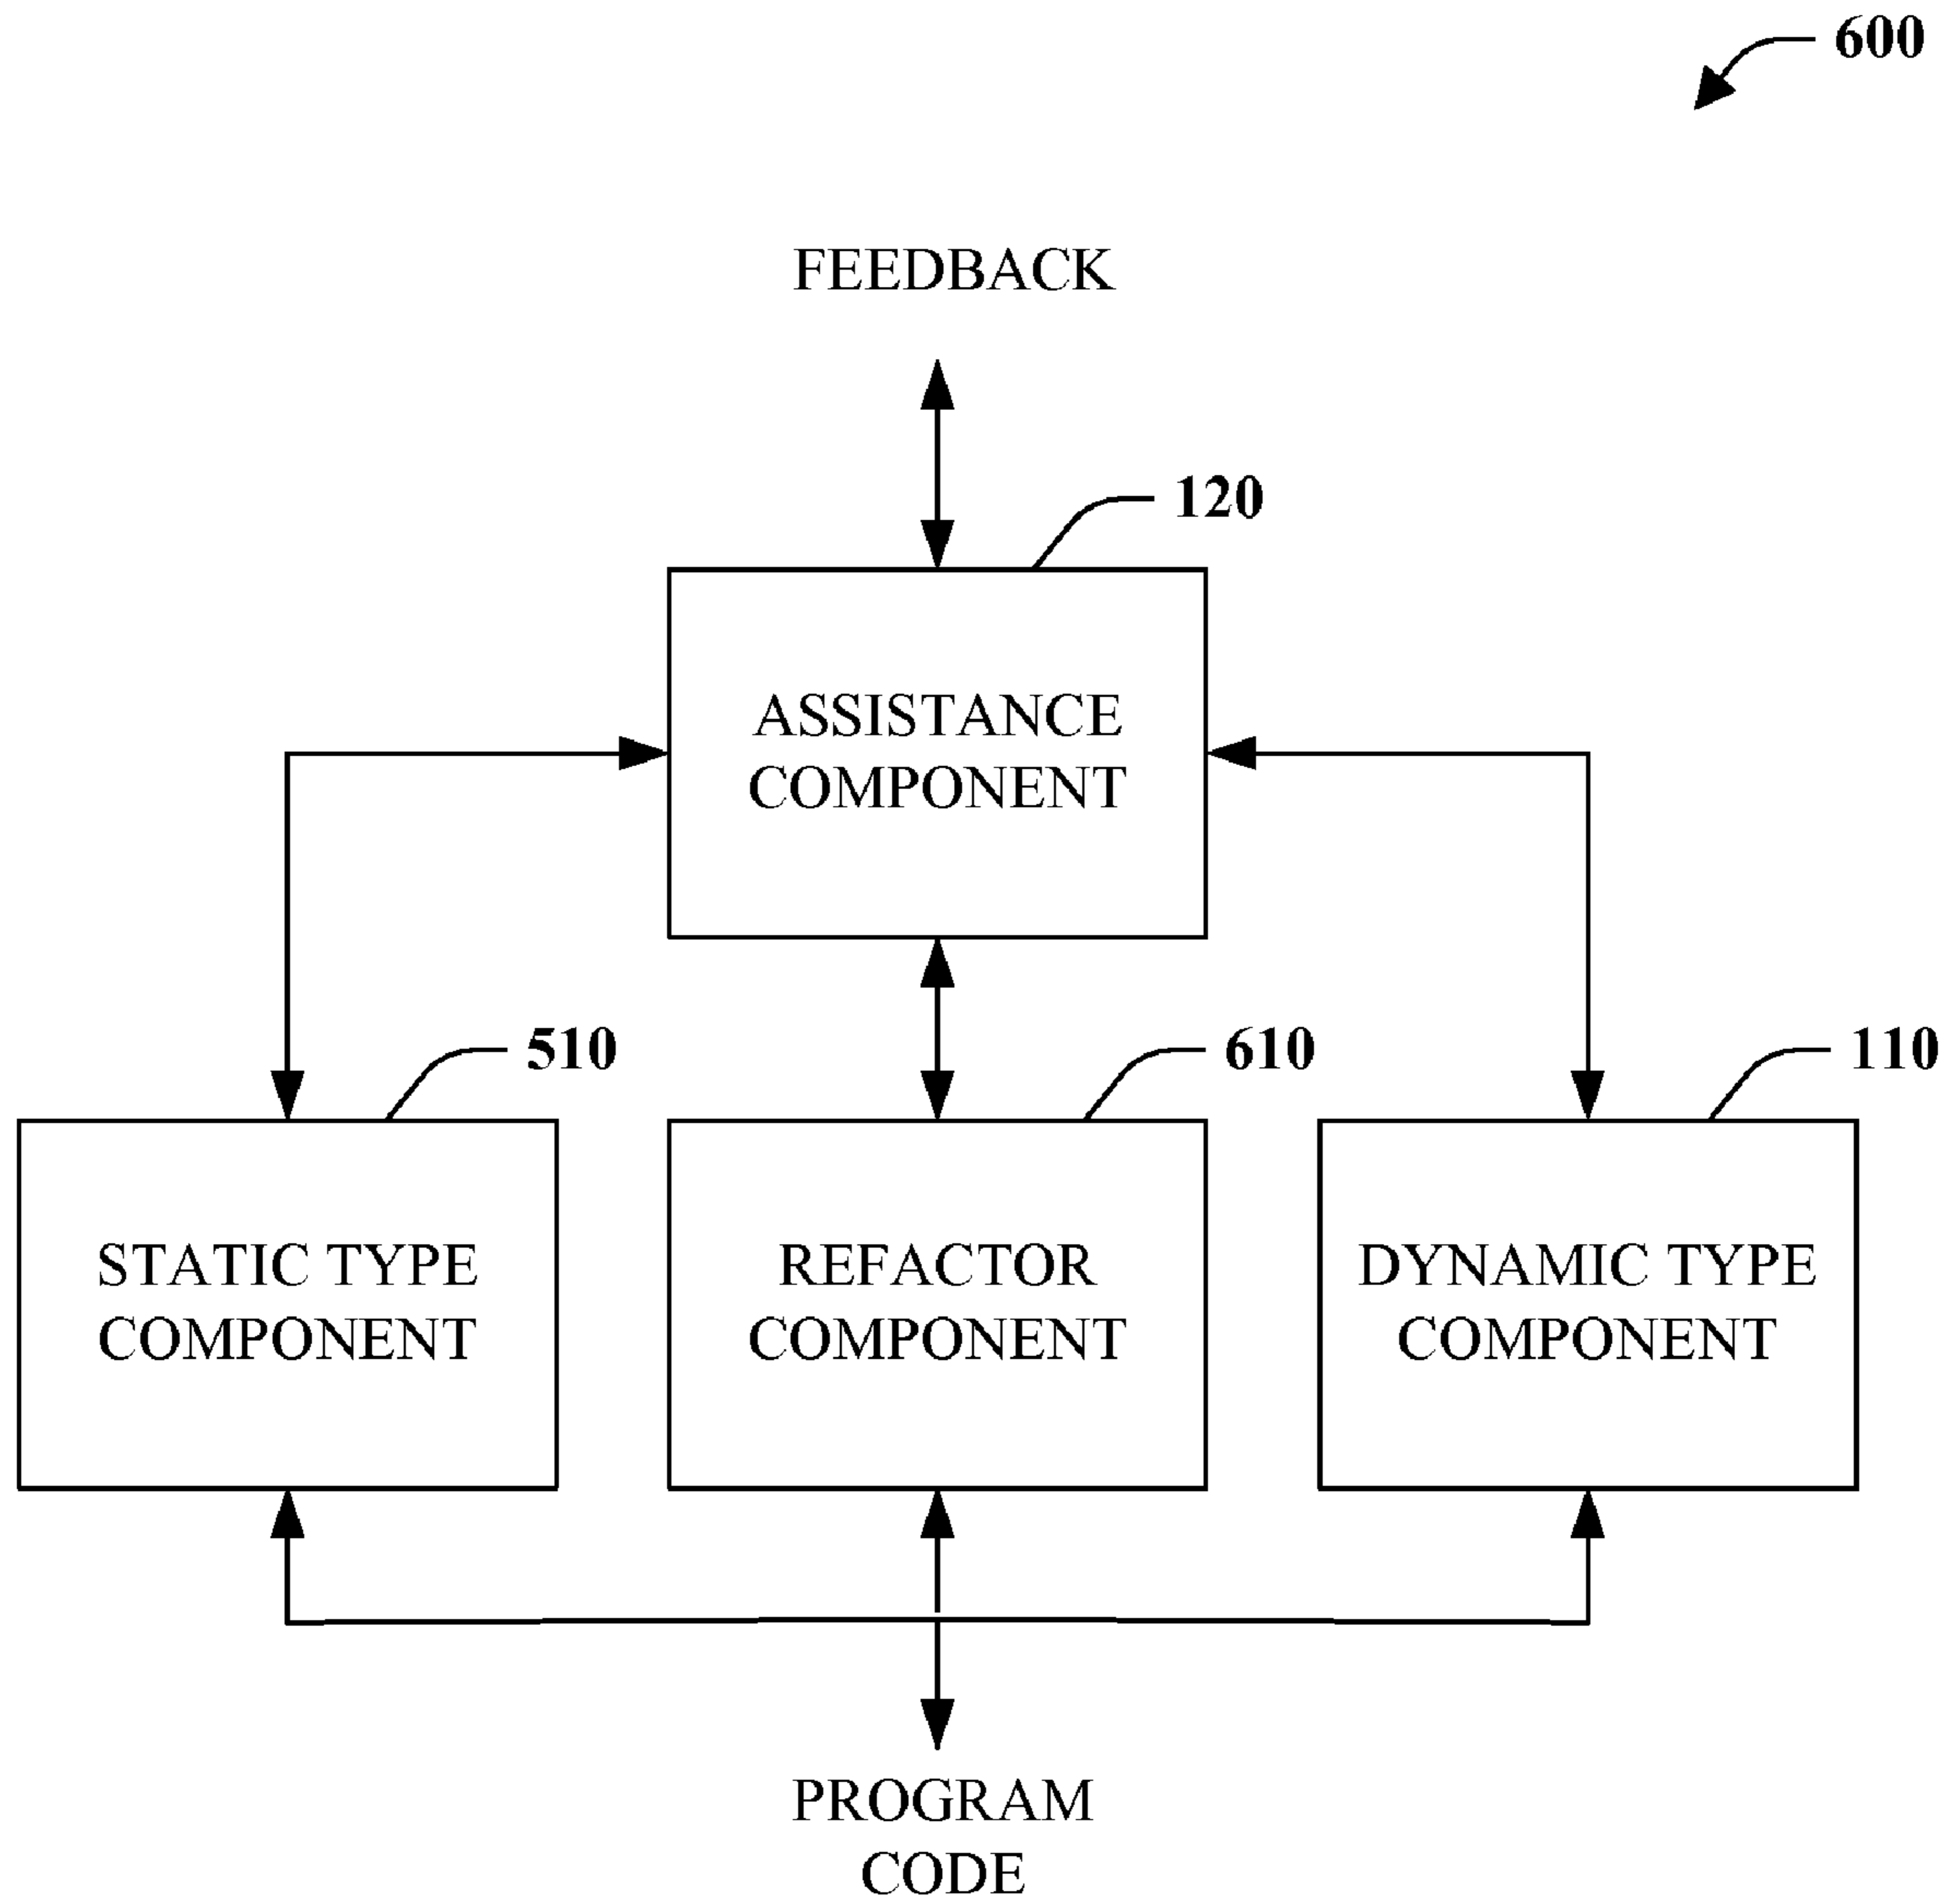 600
FEEDBACK
120
ASSISTANCE
COMPONENT
510
610
110
STATIC TYPE
COMPONENT
REFACTOR
COMPONENT
DYNAMIC TYPE
COMPONENT
PROGRAM
CODE